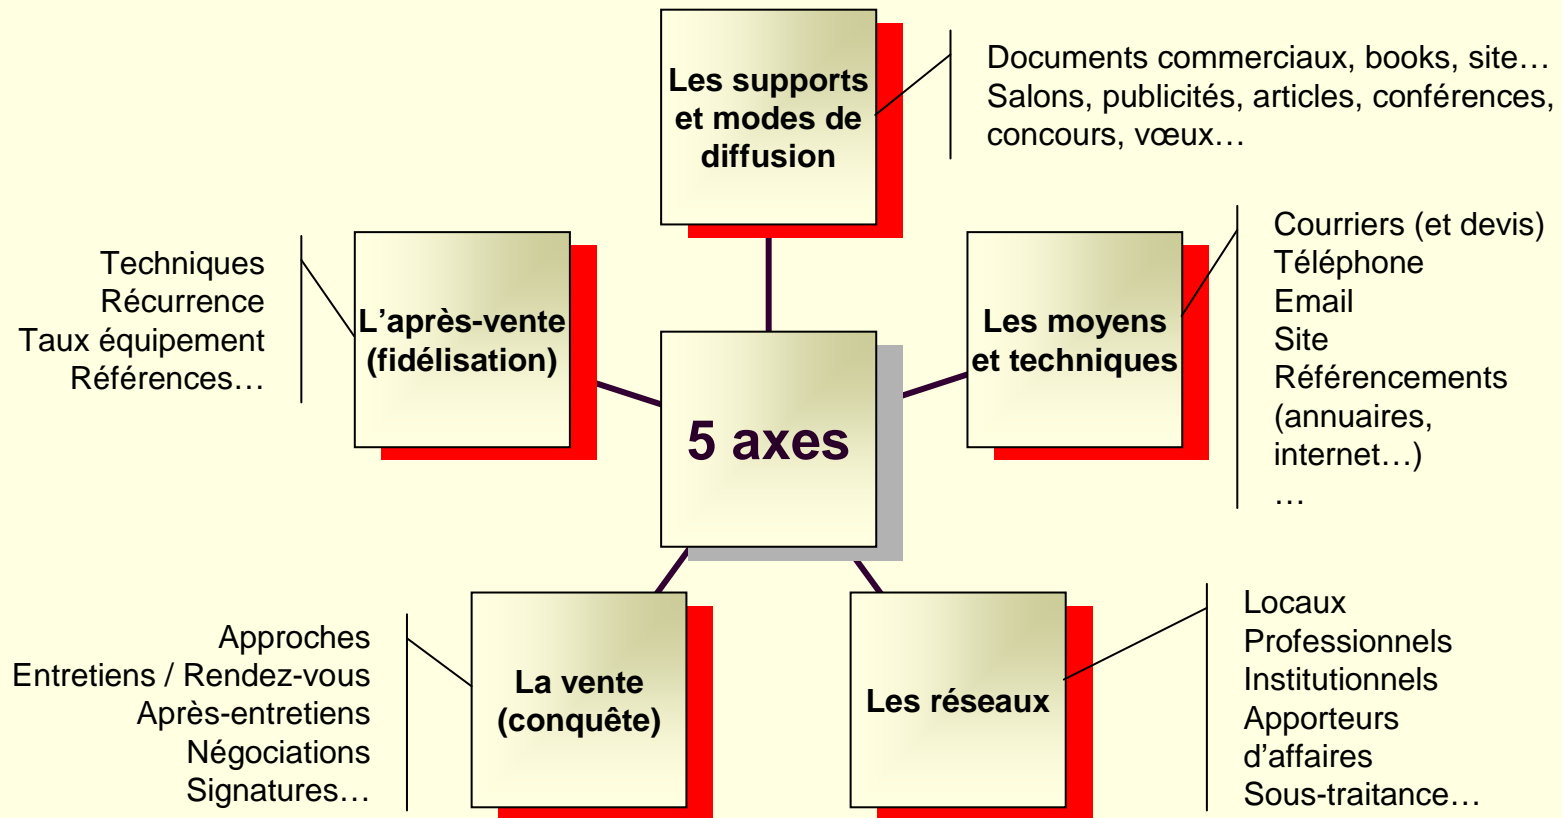 Les supports
et modes de
diffusion
Documents commerciaux, books, site…
Salons, publicités, articles, conférences,
concours, vœux…
Techniques
Récurrence
Taux équipement
Références…
L’après-vente
(fidélisation)
Les moyens
et techniques
Courriers (et devis)
Téléphone
Email
Site
Référencements
(annuaires,
internet…)
…
5 axes
Approches
Entretiens / Rendez-vous
Après-entretiens
Négociations
Signatures…
La vente
(conquête)
Les réseaux
Locaux
Professionnels
Institutionnels
Apporteurs
d’affaires
Sous-traitance…